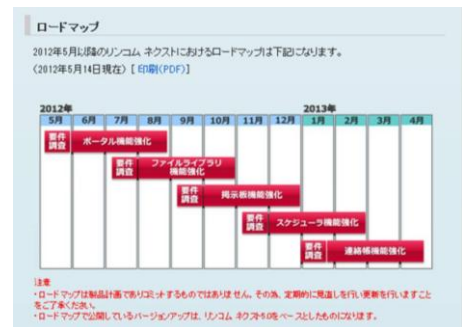 ロードマップ
2012年5月以降のリンコム ネクストにおけるロードマップは下記になります。
(2012年5月14日現在) [ 印刷(PDF)]
2012年 2013年
5月 6月 7月 8月 9月 10月 11月 12月 1月 2月 3月 4月
要件
調査
ポータル機能強化
要件
調査
ファイルライブラリ
機能強化
要件
調査
掲示板機能強化
要件
調査
スケジューラ機能強化
要件
調査
連絡帳機能強化
注意
・ロードマップは製品計画でありコミットするものではありません。その為、定期的に見直しを行い更新を行いますこと
をご了承ください。
・ロードマップで公開しているバージョンアップは、リンコム ネクスト5.0をベースとしたものになります。